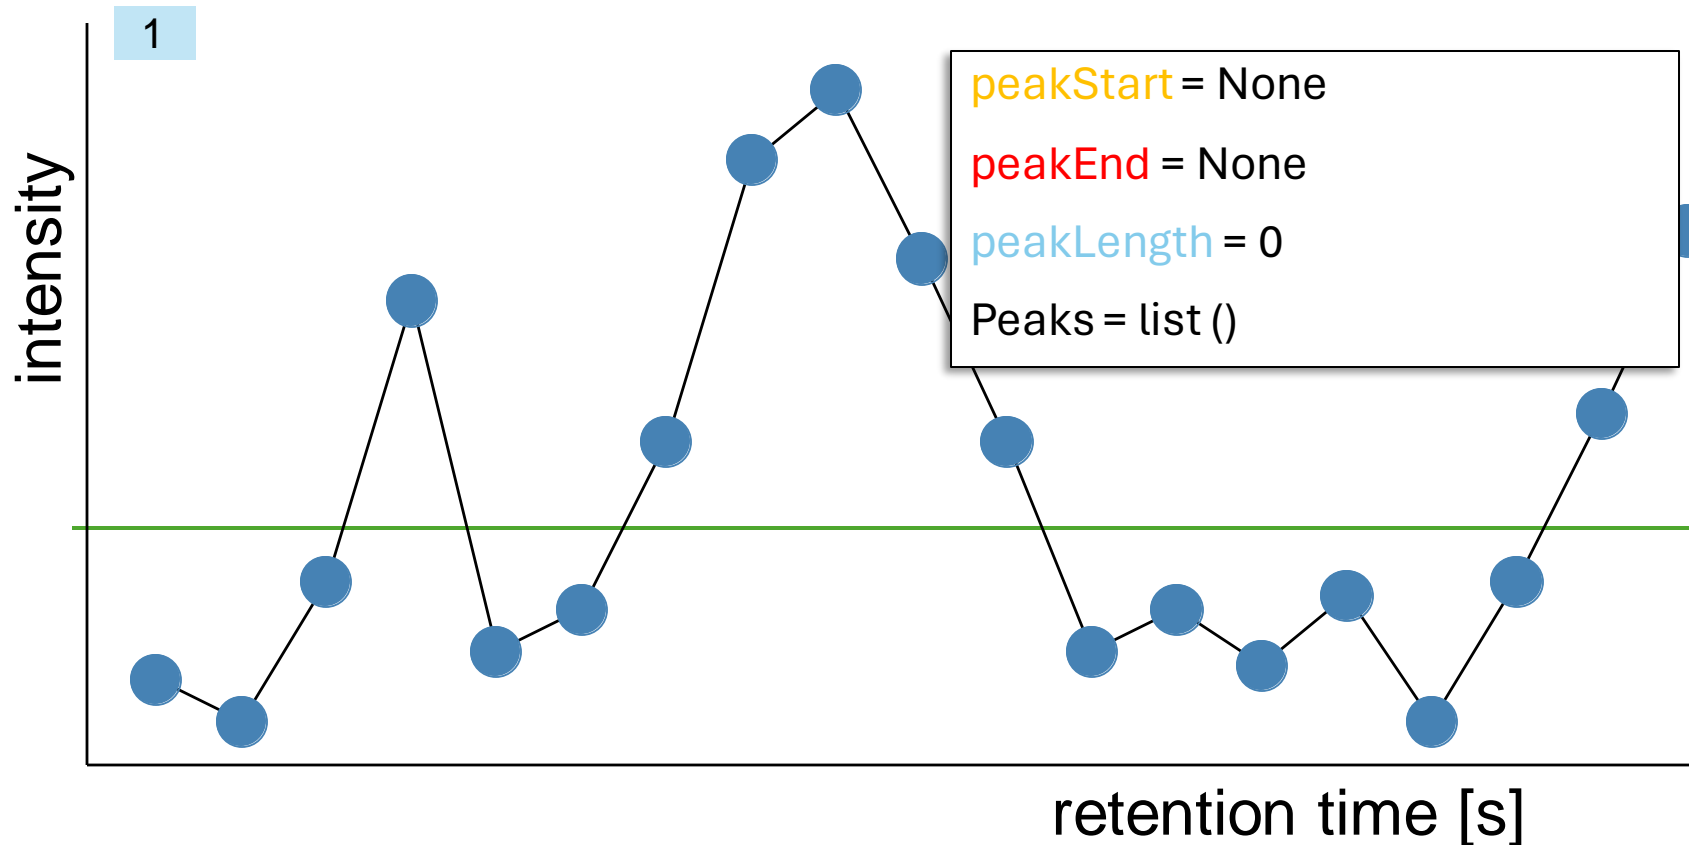 1
peakStart = None
peakEnd = None
peakLength = 0
Peaks = list ()
intensity
retention time [s]